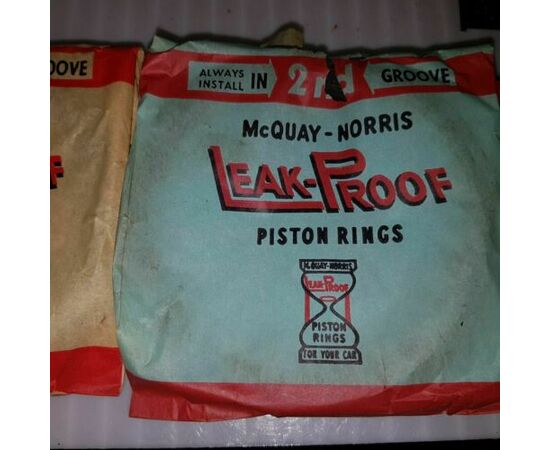 OOVE
ALWAYS INSTALL IN 2nd GROOVE
McQUAY-NORRIS
LEAK-PROOF
PISTON RINGS
McQUAY-NORRIS
LEAK-PROOF
PISTON
RINGS
FOR YOUR CAR